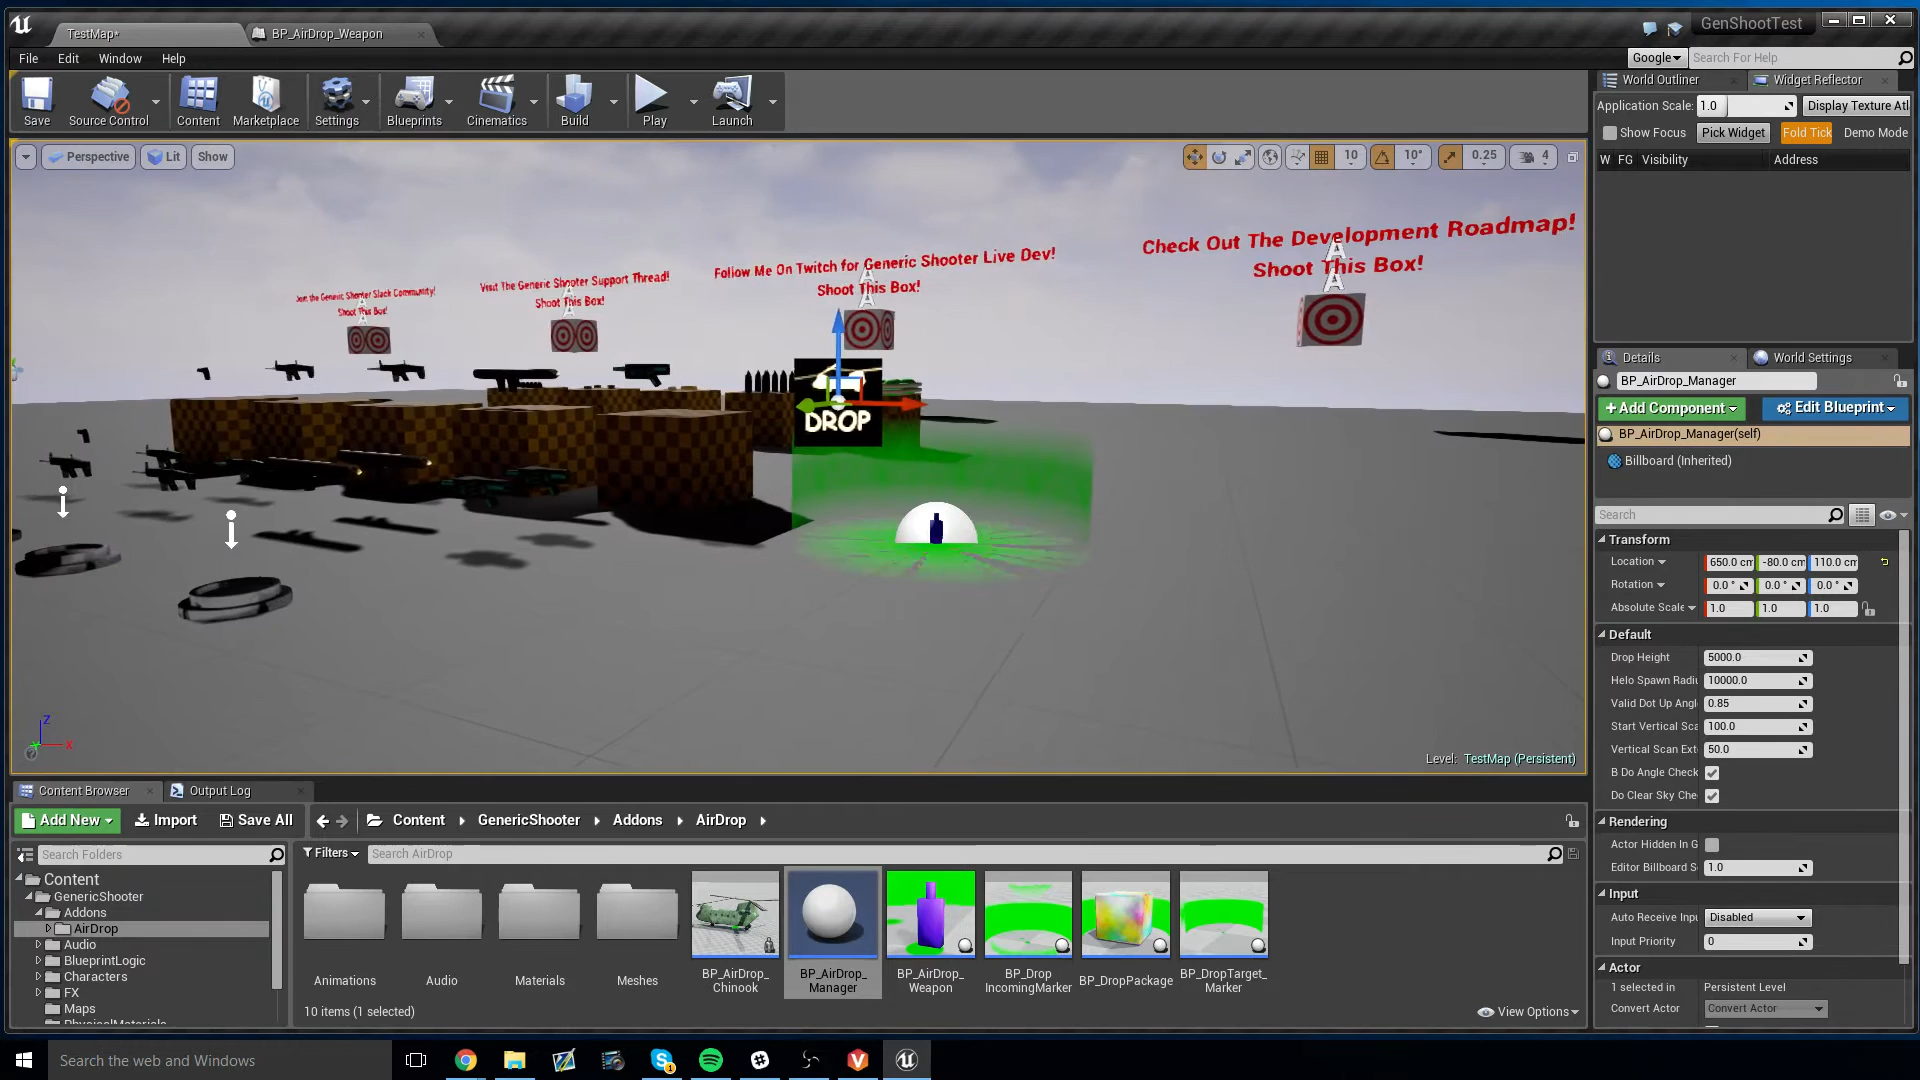 TestMap*
BP_AirDrop_Weapon
GenShootTest
File Edit Window Help
Google
Search For Help
Save
Source Control
Content
Marketplace
Settings
Blueprints
Cinematics
Build
Play
Launch
World Outliner
Widget Reflector
Application Scale: 1.0
Display Texture Atl
Show Focus
Pick Widget
Fold Tick
Demo Mode
W FG Visibility
Address
Perspective
Lit
Show
10
10°
0.25
4
Join the Generic Shooter Slack Community!
Shoot This Box!
Visit The Generic Shooter Support Thread!
Shoot This Box!
Follow Me On Twitch for Generic Shooter Live Dev!
Shoot This Box!
Check Out The Development Roadmap!
Shoot This Box!
DROP
Z
X
Level: TestMap (Persistent)
Details
World Settings
BP_AirDrop_Manager
+Add Component
Edit Blueprint
BP_AirDrop_Manager(self)
Billboard (Inherited)
Search
Transform
Location 650.0 cm -80.0 cm 110.0 cm
Rotation 0.0 ° 0.0 ° 0.0 °
Absolute Scale 1.0 1.0 1.0
Default
Drop Height 5000.0
Helo Spawn Radiu 10000.0
Valid Dot Up Angl 0.85
Start Vertical Sca 100.0
Vertical Scan Ext 50.0
B Do Angle Check
Do Clear Sky Che
Rendering
Actor Hidden In G
Editor Billboard S 1.0
Input
Auto Receive Inpu Disabled
Input Priority 0
Actor
1 selected in Persistent Level
Convert Actor Convert Actor
Content Browser
Output Log
Add New
Import
Save All
Content
GenericShooter
Addons
AirDrop
Search Folders
Filters
Search AirDrop
Content
GenericShooter
Addons
AirDrop
Audio
BlueprintLogic
Characters
FX
Maps
PhysicalMaterials
Animations
Audio
Materials
Meshes
BP_AirDrop_
Chinook
BP_AirDrop_
Manager
BP_AirDrop_
Weapon
BP_Drop
IncomingMarker
BP_DropPackage
BP_DropTarget_
Marker
10 items (1 selected)
View Options
Search the web and Windows
1